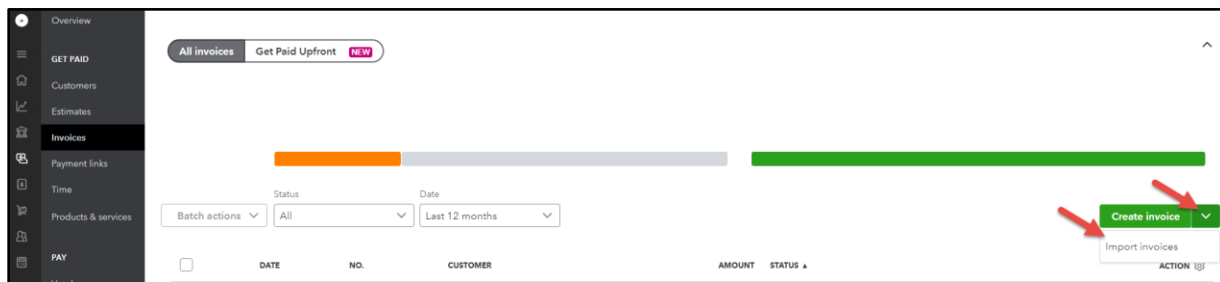 Overview
GET PAID
Customers
Estimates
Invoices
Payment links
Time
Products & services
PAY
All invoices
Get Paid Upfront NEW
Status
Date
Batch actions
All
Last 12 months
Create invoice
Import invoices
DATE NO. CUSTOMER AMOUNT STATUS ▲ ACTION